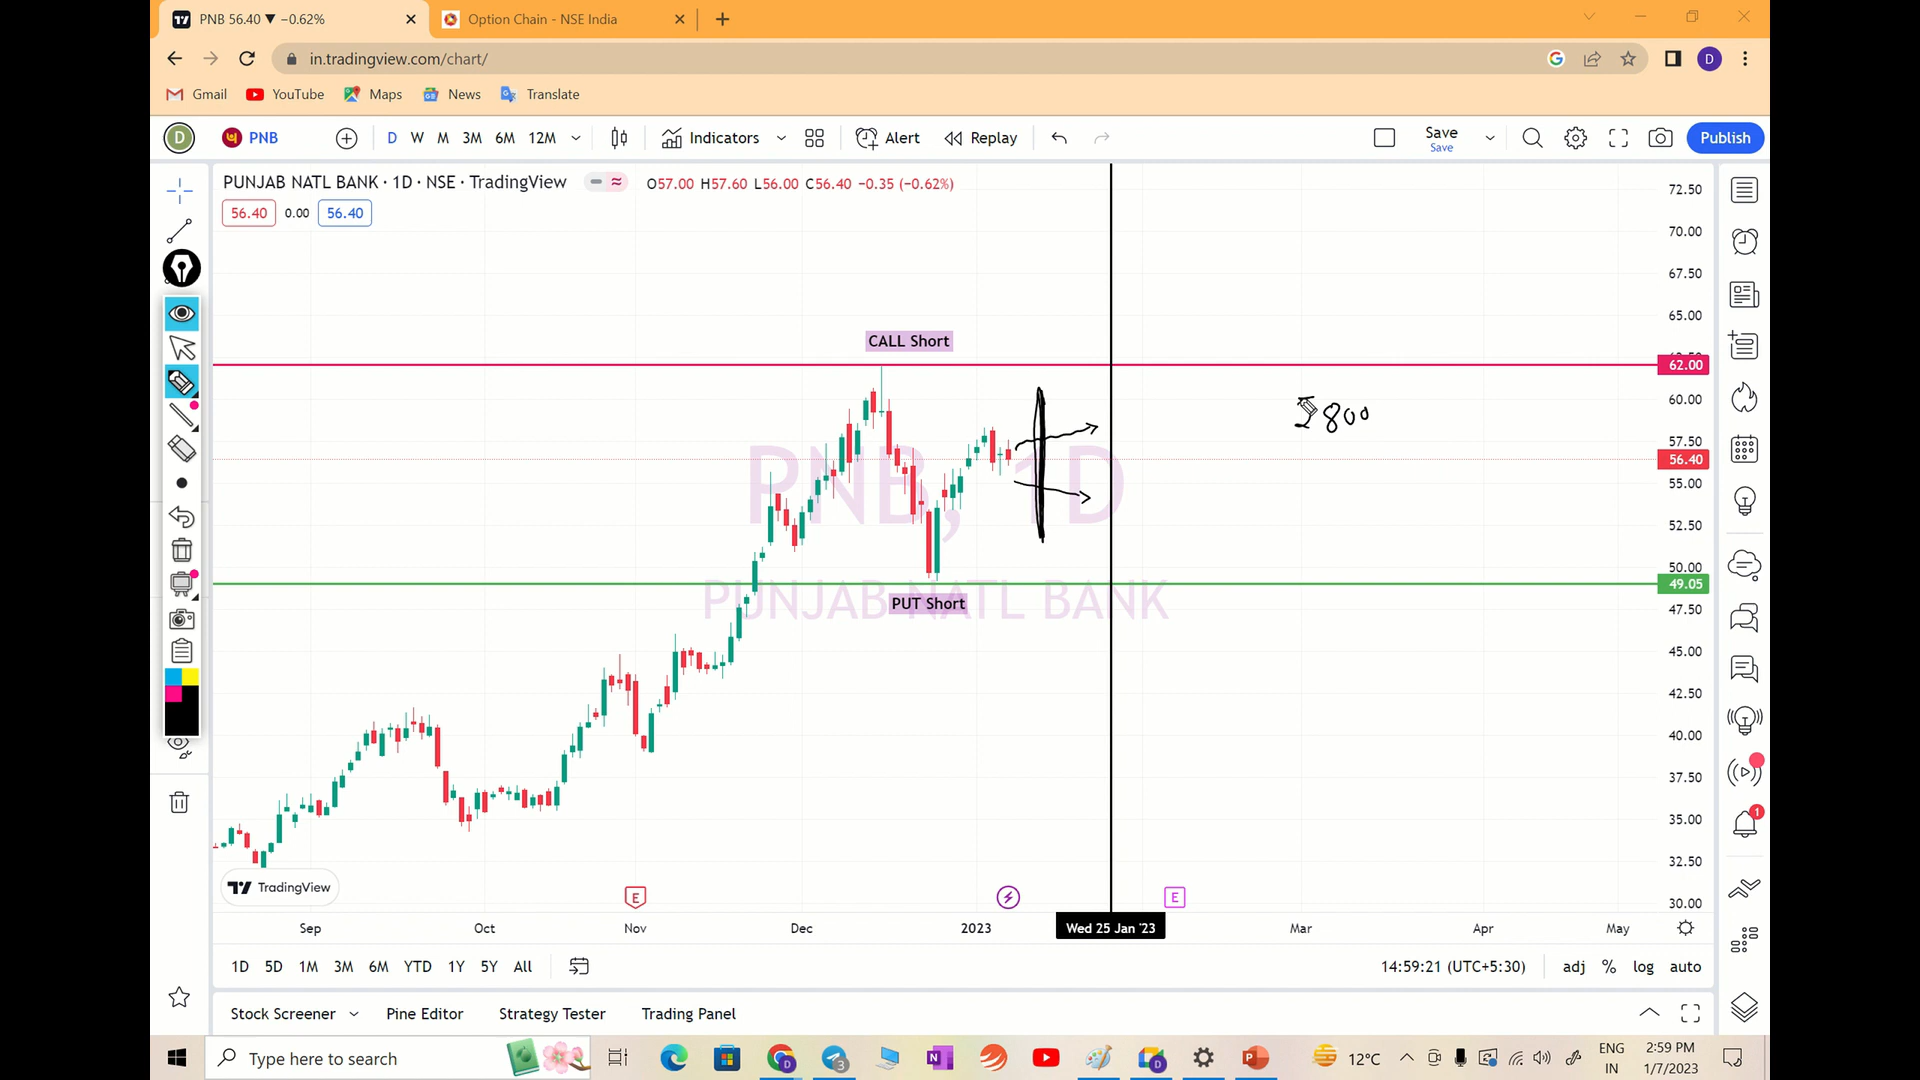 PNB 56.40 ▼ −0.62%
Option Chain - NSE India
in.tradingview.com/chart/
G
D
Gmail
YouTube
Maps
News
Translate
D
PNB
D W M 3M 6M 12M
Indicators
Alert
Replay
Save
Save
Publish
PUNJAB NATL BANK · 1D · NSE · TradingView
O57.00 H57.60 L56.00 C56.40 −0.35 (−0.62%)
56.40 0.00 56.40
72.50
70.00
67.50
65.00
CALL Short
62.00
60.00
800
57.50
PNB, 1D
56.40
55.00
52.50
50.00
49.05
PUT Short
PUNJAB NATL BANK
47.50
45.00
42.50
40.00
37.50
35.00
32.50
30.00
TradingView
E
E
Sep Oct Nov Dec 2023 Wed 25 Jan '23 Mar Apr May
1D 5D 1M 3M 6M YTD 1Y 5Y All
14:59:21 (UTC+5:30)
adj % log auto
1
Stock Screener
Pine Editor
Strategy Tester
Trading Panel
Type here to search
3
12°C
ENG
IN
2:59 PM
1/7/2023